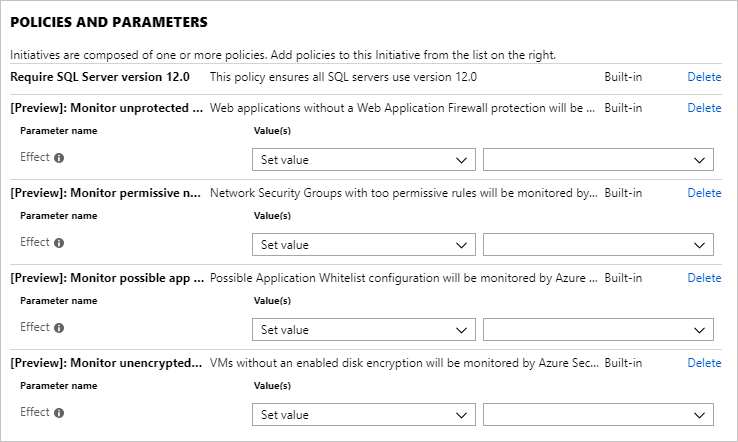 POLICIES AND PARAMETERS
Initiatives are composed of one or more policies. Add policies to this Initiative from the list on the right.
Require SQL Server version 12.0 This policy ensures all SQL servers use version 12.0 Built-in Delete
[Preview]: Monitor unprotected ... Web applications without a Web Application Firewall protection will be ... Built-in Delete
Parameter name Value(s)
Effect Set value
[Preview]: Monitor permissive n... Network Security Groups with too permissive rules will be monitored by... Built-in Delete
Parameter name Value(s)
Effect Set value
[Preview]: Monitor possible app ... Possible Application Whitelist configuration will be monitored by Azure ... Built-in Delete
Parameter name Value(s)
Effect Set value
[Preview]: Monitor unencrypted... VMs without an enabled disk encryption will be monitored by Azure Sec... Built-in Delete
Parameter name Value(s)
Effect Set value